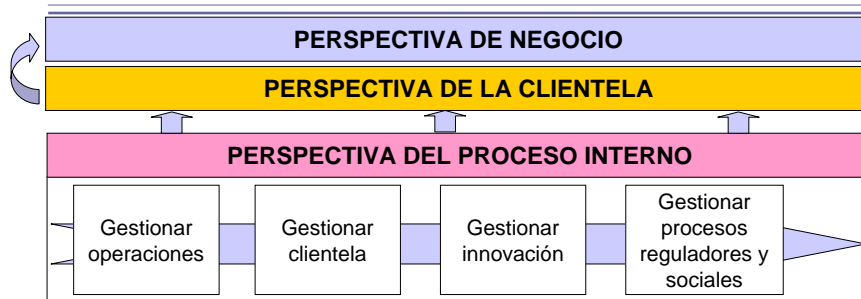 PERSPECTIVA DE NEGOCIO
PERSPECTIVA DE LA CLIENTELA
PERSPECTIVA DEL PROCESO INTERNO
Gestionar
operaciones
Gestionar
clientela
Gestionar
innovación
Gestionar
procesos
reguladores y
sociales